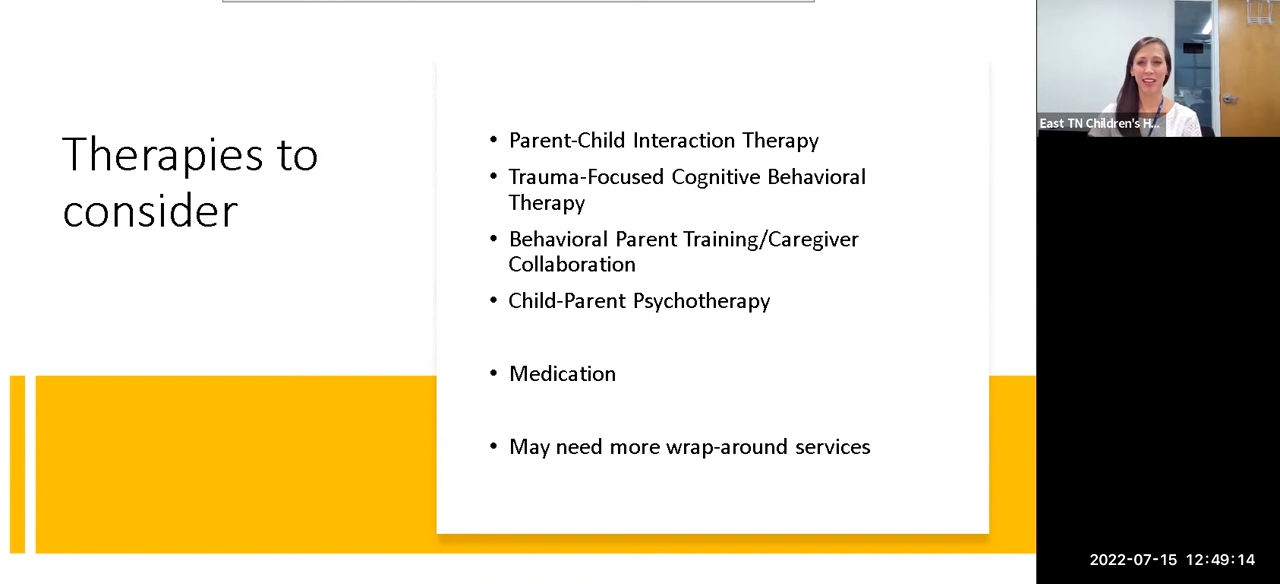 Therapies to
consider
• Parent-Child Interaction Therapy
• Trauma-Focused Cognitive Behavioral
Therapy
• Behavioral Parent Training/Caregiver
Collaboration
• Child-Parent Psychotherapy
• Medication
• May need more wrap-around services
East TN Children's H...
2022-07-15 12:49:14